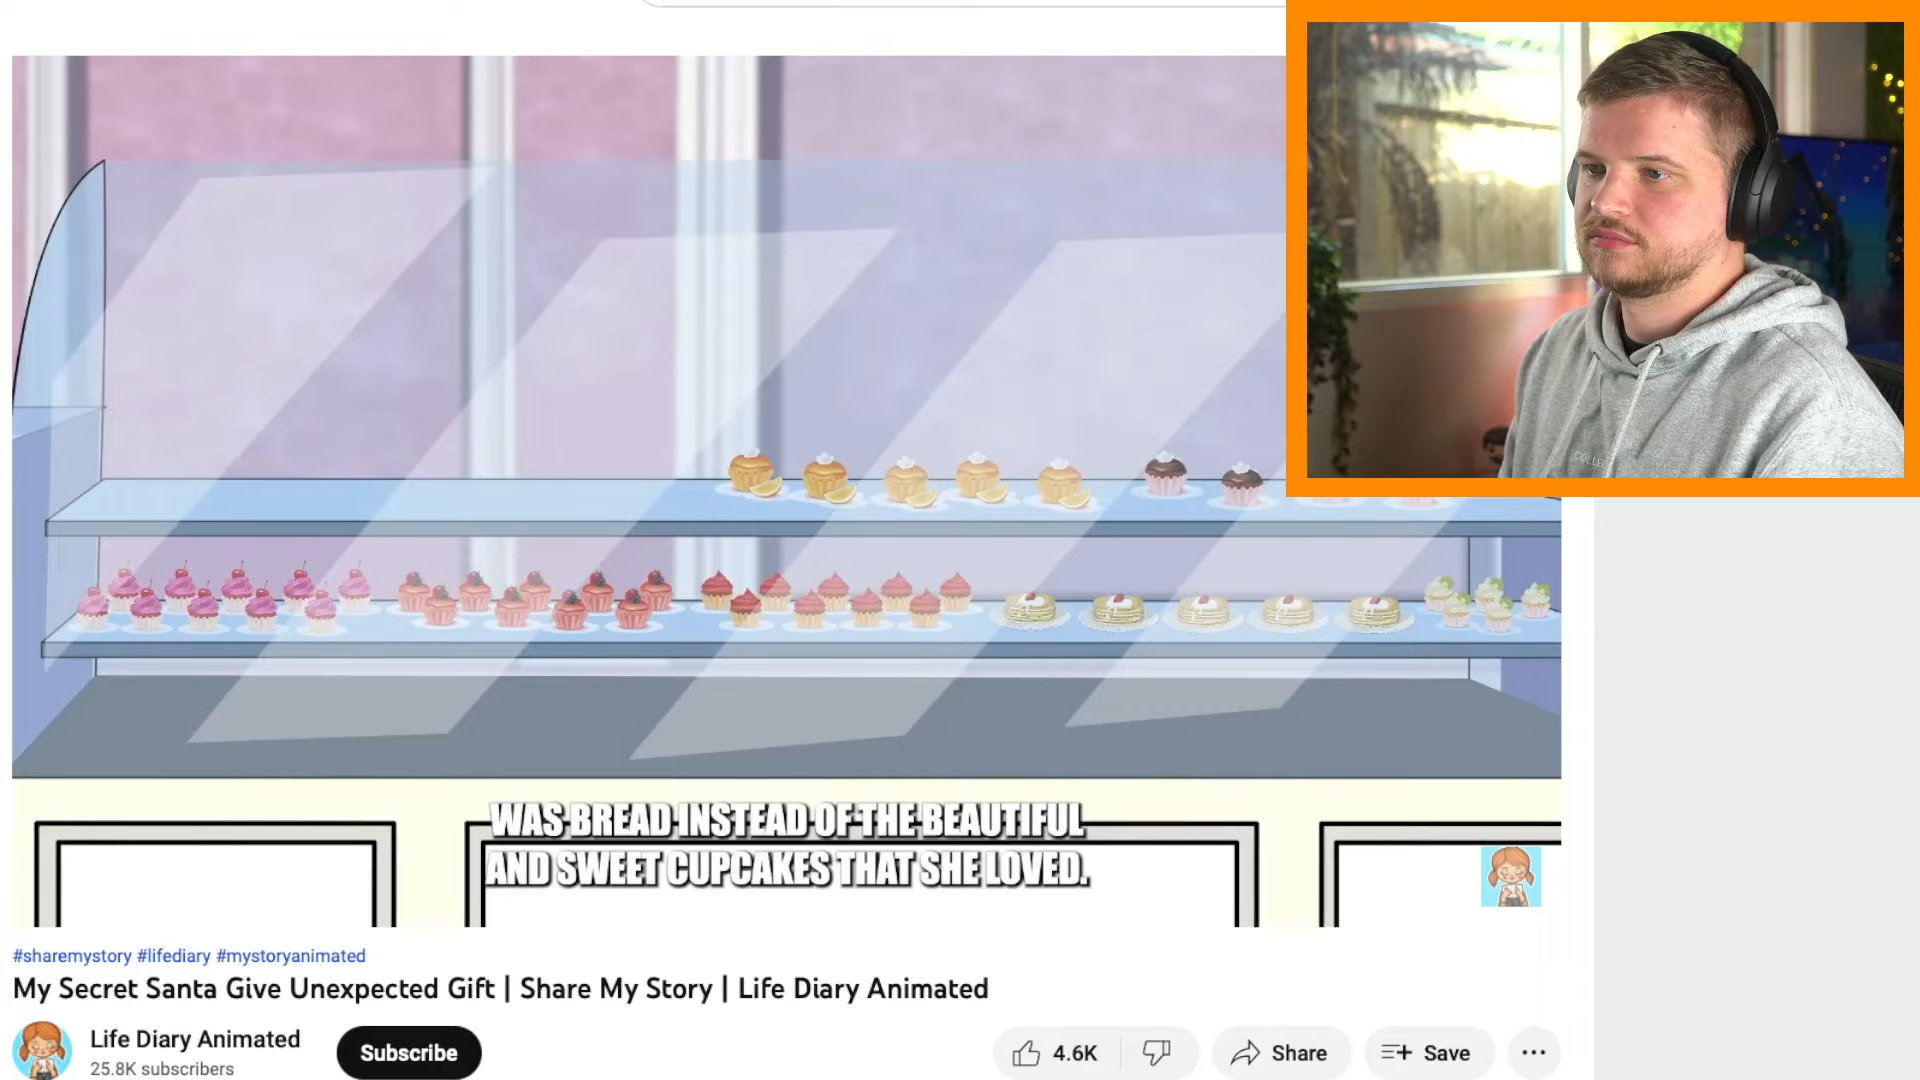 WAS BREAD INSTEAD OF THE BEAUTIFUL
AND SWEET CUPCAKES THAT SHE LOVED.
#sharemystory #lifediary #mystoryanimated
My Secret Santa Give Unexpected Gift | Share My Story | Life Diary Animated
Life Diary Animated
25.8K subscribers
Subscribe
4.6K
Share
Save